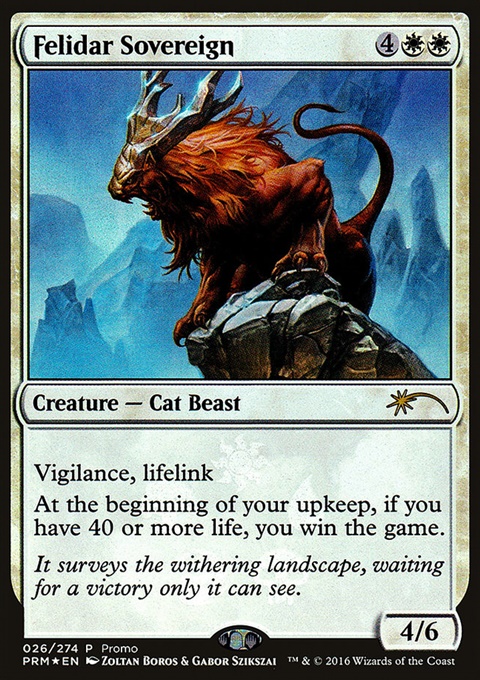 Felidar Sovereign 4
Creature — Cat Beast
Vigilance, lifelink
At the beginning of your upkeep, if you
have 40 or more life, you win the game.
It surveys the withering landscape, waiting
for a victory only it can see.
4/6
026/274 P Promo
PRM★EN Zoltan Boros & Gabor Szikszai ™ & © 2016 Wizards of the Coast